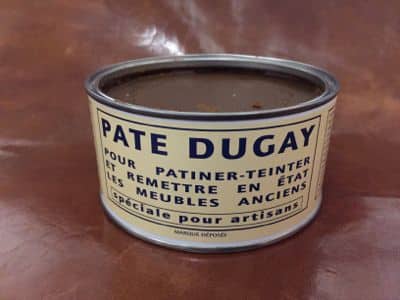 PATE DUGAY
POUR PATINER-TEINTER
ET REMETTRE EN ÉTAT
LES MEUBLES ANCIENS
spéciale pour artisans
MARQUE DÉPOSÉE